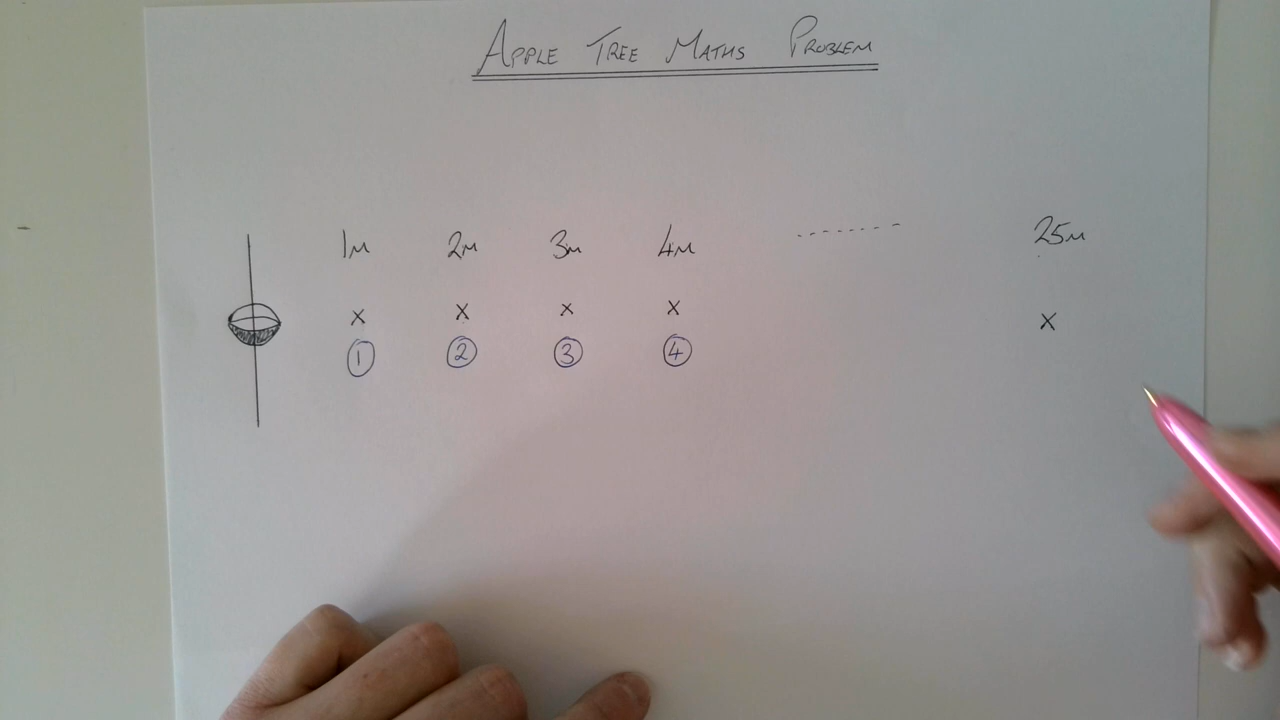 APPLE TREE MATHS PROBLEM
1M 2M 3M 4M -------- 25M
x x x x x
1 2 3 4